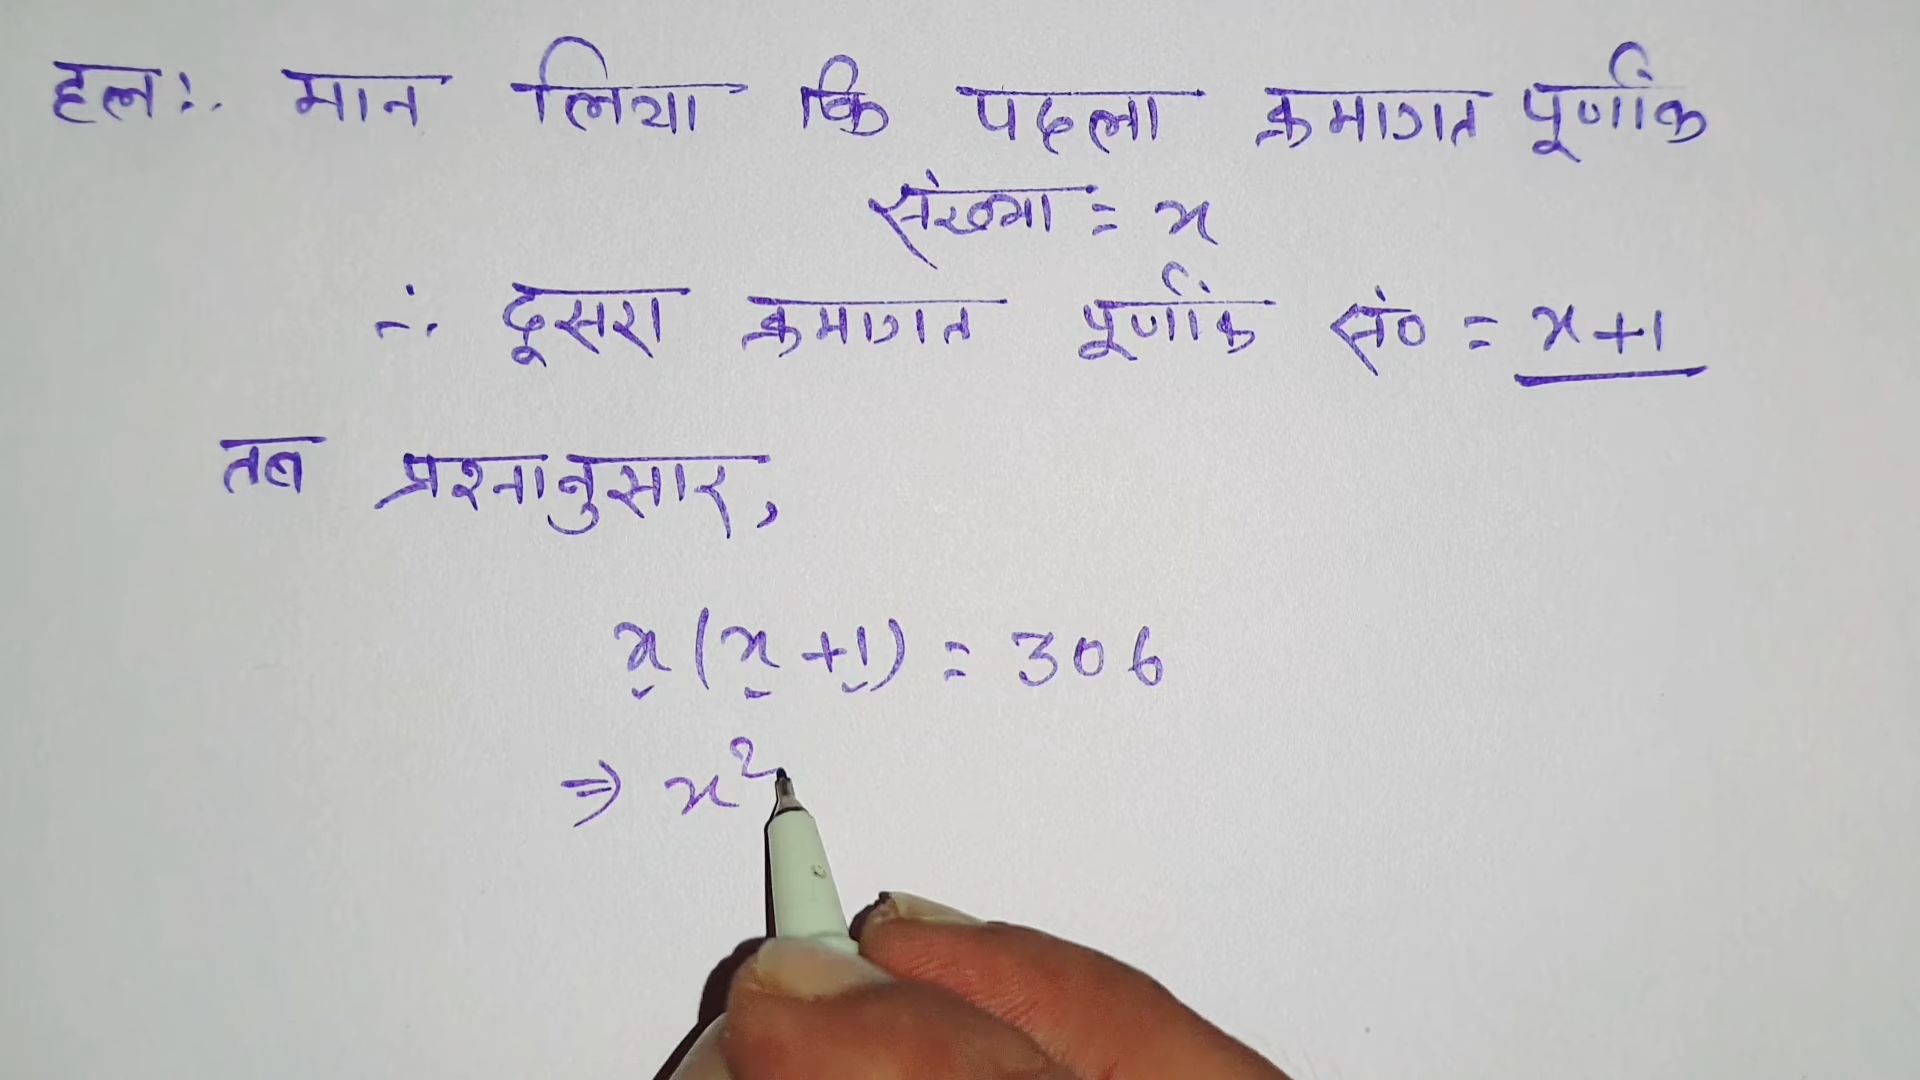 हल:. मान लिया कि पहला क्रमागत पूर्णांक
संख्या = x
∴ दूसरा क्रमागत पूर्णांक सं० = x+1
तब प्रश्नानुसार,
x(x+1) = 306
⇒ x²